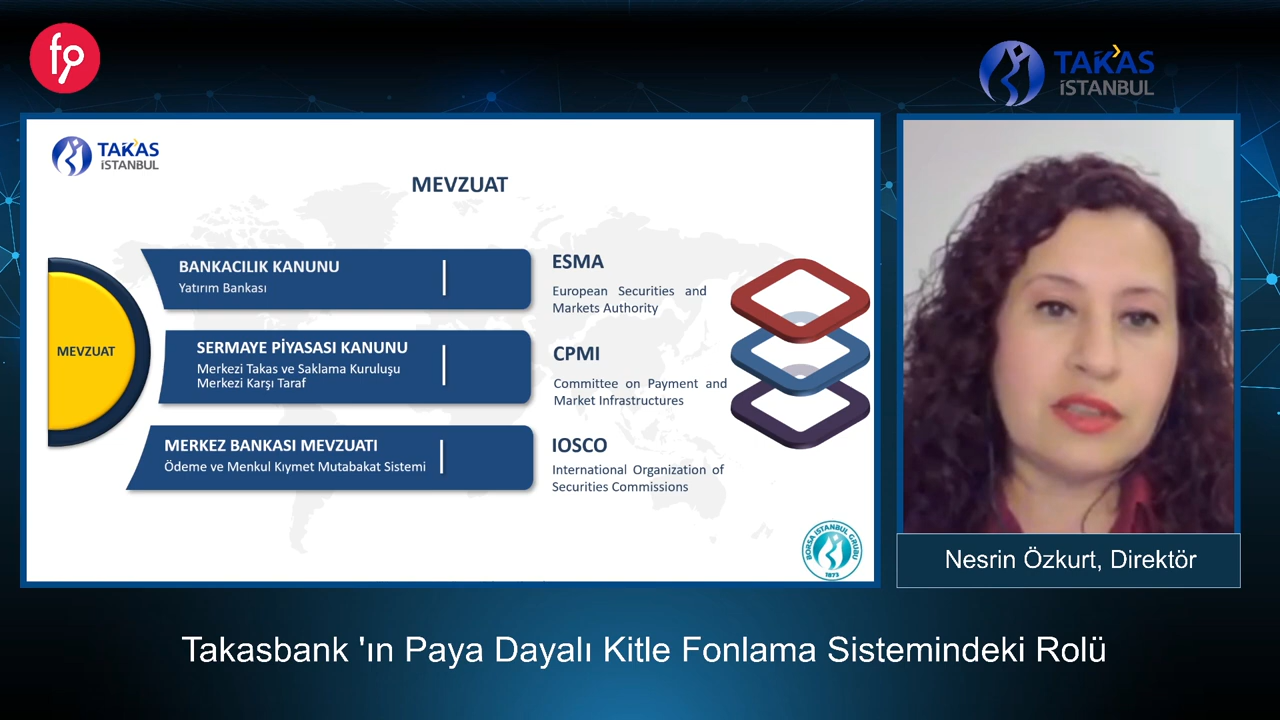 fo
TAKAS
İSTANBUL
TAKAS
İSTANBUL
MEVZUAT
MEVZUAT
BANKACILIK KANUNU
Yatırım Bankası
SERMAYE PİYASASI KANUNU
Merkezi Takas ve Saklama Kuruluşu
Merkezi Karşı Taraf
MERKEZ BANKASI MEVZUATI
Ödeme ve Menkul Kıymet Mutabakat Sistemi
ESMA
European Securities and
Markets Authority
CPMI
Committee on Payment and
Market Infrastructures
IOSCO
International Organization of
Securities Commissions
BORSA İSTANBUL GRUBU
1873
Nesrin Özkurt, Direktör
Takasbank 'ın Paya Dayalı Kitle Fonlama Sistemindeki Rolü